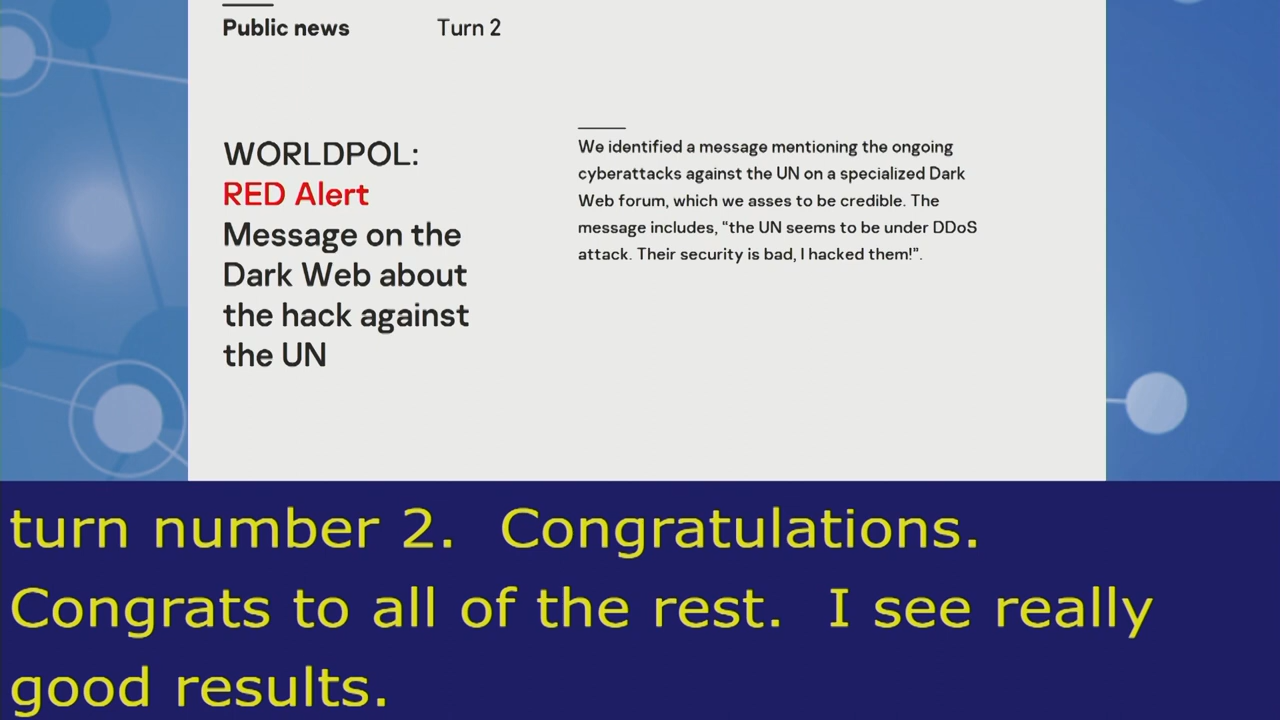 Public news
Turn 2
WORLDPOL:
RED Alert
Message on the
Dark Web about
the hack against
the UN
We identified a message mentioning the ongoing
cyberattacks against the UN on a specialized Dark
Web forum, which we asses to be credible. The
message includes, “the UN seems to be under DDoS
attack. Their security is bad, I hacked them!”.
turn number 2.  Congratulations.
Congrats to all of the rest.  I see really
good results.